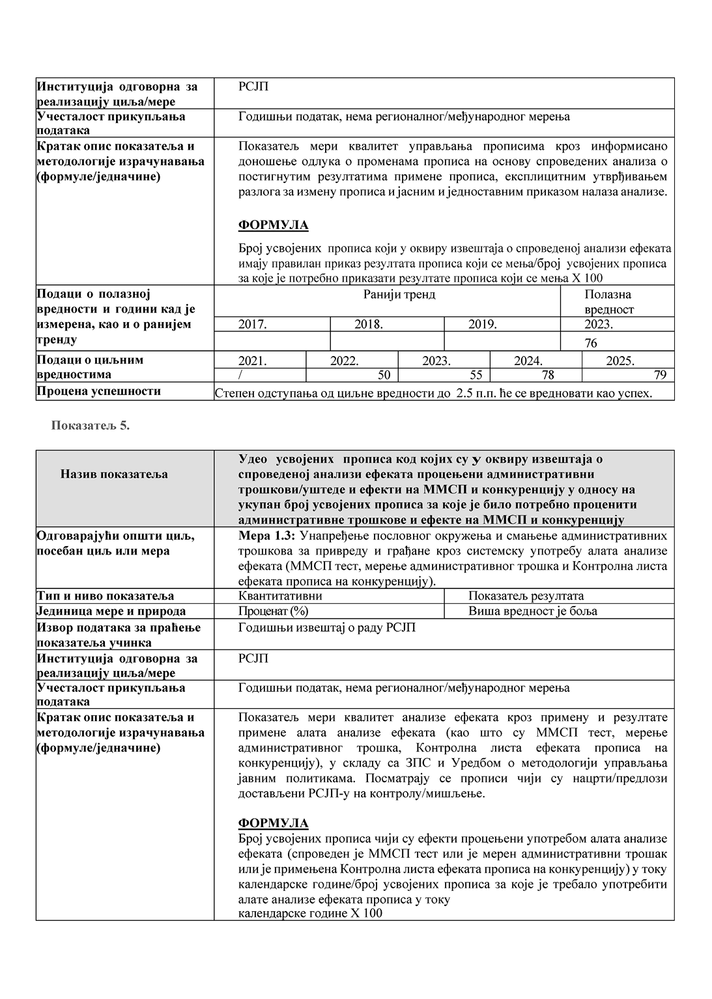 Институција одговорна за
реализацију циља/мере
РСЈП
Учесталост прикупљања
података
Годишњи податак, нема регионалног/међународног мерења
Кратак опис показатеља и
методологије израчунавања
(формуле/једначине)
Показатељ мери квалитет управљања прописима кроз информисано
доношење одлука о променама прописа на основу спроведених анализа о
постигнутим резултатима примене прописа, експлицитним утврђивањем
разлога за измену прописа и јасним и једноставним приказом налаза анализе.
ФОРМУЛА
Број усвојених прописа који у оквиру извештаја о спроведеној анализи ефеката
имају правилан приказ резултата прописа који се мења/број усвојених прописа
за које је потребно приказати резултате прописа који се мења X 100
Подаци о полазној
вредности и години кад је
измерена, као и о ранијем
тренду
Ранији тренд
Полазна
вредност
2017. 2018. 2019. 2023.
76
Подаци о циљним
вредностима
2021. 2022. 2023. 2024. 2025.
/ 50 55 78 79
Процена успешности
Степен одступања од циљне вредности до 2.5 п.п. ће се вредновати као успех.
Показатељ 5.
Назив показатеља
Удео усвојених прописа код којих су у оквиру извештаја о
спроведеној анализи ефеката процењени административни
трошкови/уштеде и ефекти на ММСП и конкуренцију у односу на
укупан број усвојених прописа за које је било потребно проценити
административне трошкове и ефекте на ММСП и конкуренцију
Одговарајући општи циљ,
посебан циљ или мера
Мера 1.3: Унапређење пословног окружења и смањење административних
трошкова за привреду и грађане кроз системску употребу алата анализе
ефеката (ММСП тест, мерење административног трошка и Контролна листа
ефеката прописа на конкуренцију).
Тип и ниво показатеља
Квантитативни
Показатељ резултата
Јединица мере и природа
Проценат (%)
Виша вредност је боља
Извор података за праћење
показатеља учинка
Годишњи извештај о раду РСЈП
Институција одговорна за
реализацију циља/мере
РСЈП
Учесталост прикупљања
података
Годишњи податак, нема регионалног/међународног мерења
Кратак опис показатеља и
методологије израчунавања
(формуле/једначине)
Показатељ мери квалитет анализе ефеката кроз примену и резултате
примене алата анализе ефеката (као што су ММСП тест, мерење
административног трошка, Контролна листа ефеката прописа на
конкуренцију), у складу са ЗПС и Уредбом о методологији управљања
јавним политикама. Посматрају се прописи чији су нацрти/предлози
достављени РСЈП-у на контролу/мишљење.
ФОРМУЛА
Број усвојених прописа чији су ефекти процењени употребом алата анализе
ефеката (спроведен је ММСП тест или је мерен административни трошак
или је примењена Контролна листа ефеката прописа на конкуренцију) у току
календарске године/број усвојених прописа за које је требало употребити
алате анализе ефеката прописа у току
календарске године X 100